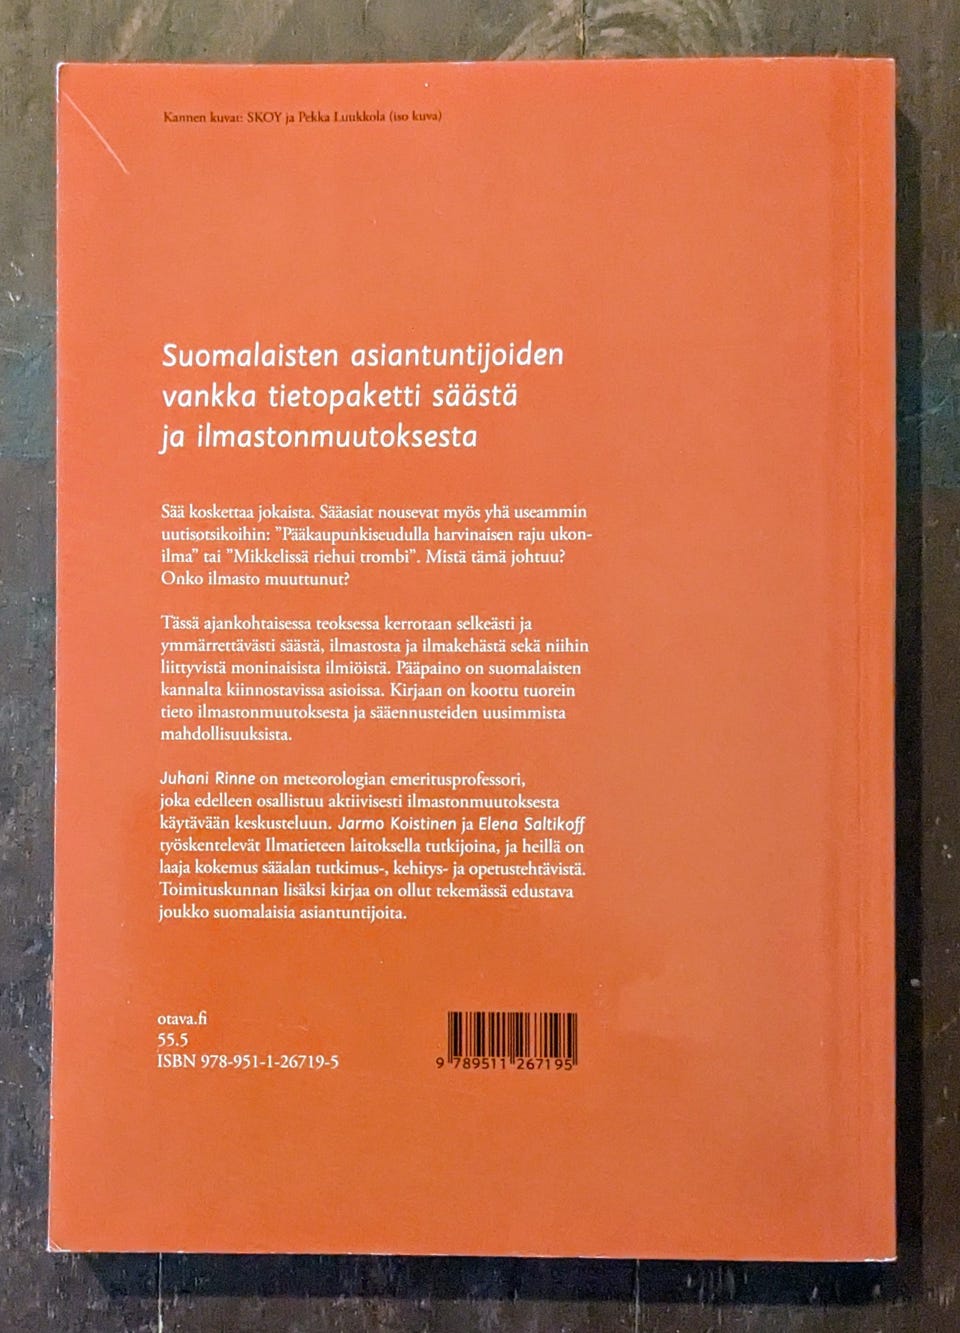 Kannen kuvat: SKOY ja Pekka Luukkola (iso kuva)
Suomalaisten asiantuntijoiden
vankka tietopaketti säästä
ja ilmastonmuutoksesta
Sää koskettaa jokaista. Sääasiat nousevat myös yhä useammin
uutisotsikoihin: ”Pääkaupunkiseudulla harvinaisen raju ukon-
ilma” tai ”Mikkelissä riehui trombi”. Mistä tämä johtuu?
Onko ilmasto muuttunut?
Tässä ajankohtaisessa teoksessa kerrotaan selkeästi ja
ymmärrettävästi säästä, ilmastosta ja ilmakehästä sekä niihin
liittyvistä moninaisista ilmiöistä. Pääpaino on suomalaisten
kannalta kiinnostavissa asioissa. Kirjaan on koottu tuorein
tieto ilmastonmuutoksesta ja sääennusteiden uusimmista
mahdollisuuksista.
Juhani Rinne on meteorologian emeritusprofessori,
joka edelleen osallistuu aktiivisesti ilmastonmuutoksesta
käytävään keskusteluun. Jarmo Koistinen ja Elena Saltikoff
työskentelevät Ilmatieteen laitoksella tutkijoina, ja heillä on
laaja kokemus sääalan tutkimus-, kehitys- ja opetustehtävistä.
Toimituskunnan lisäksi kirjaa on ollut tekemässä edustava
joukko suomalaisia asiantuntijoita.
otava.fi
55.5
ISBN 978-951-1-26719-5
9 789511 267195